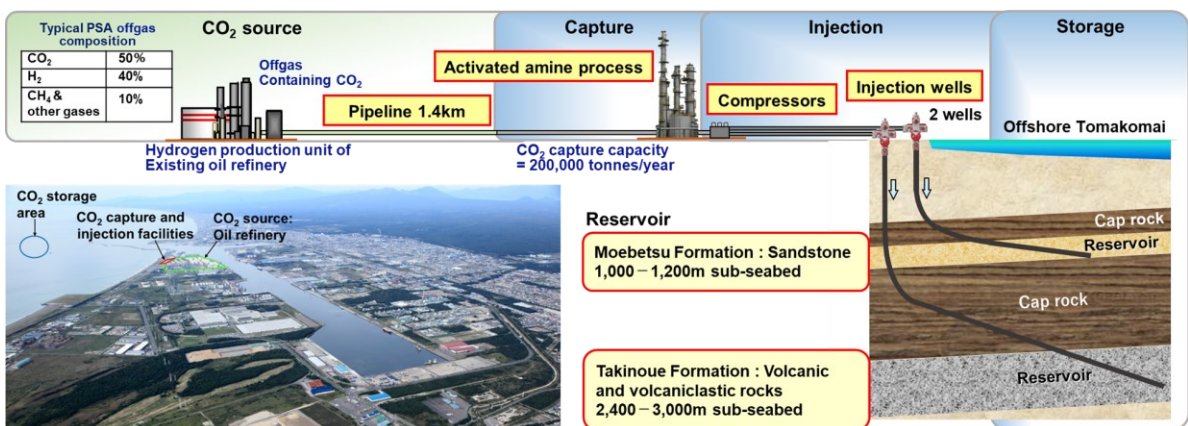 Typical PSA offgas
composition
CO₂ 50%
H₂ 40%
CH₄ &
other gases 10%
CO₂ source
Capture
Injection
Storage
Offgas
Containing CO₂
Pipeline 1.4km
Activated amine process
Compressors
Injection wells
2 wells
Offshore Tomakomai
Hydrogen production unit of
Existing oil refinery
CO₂ capture capacity
= 200,000 tonnes/year
CO₂ storage
area
CO₂ capture and
injection facilities
CO₂ source:
Oil refinery
Reservoir
Moebetsu Formation : Sandstone
1,000－1,200m sub-seabed
Takinoue Formation : Volcanic
and volcaniclastic rocks
2,400－3,000m sub-seabed
Cap rock
Reservoir
Cap rock
Reservoir